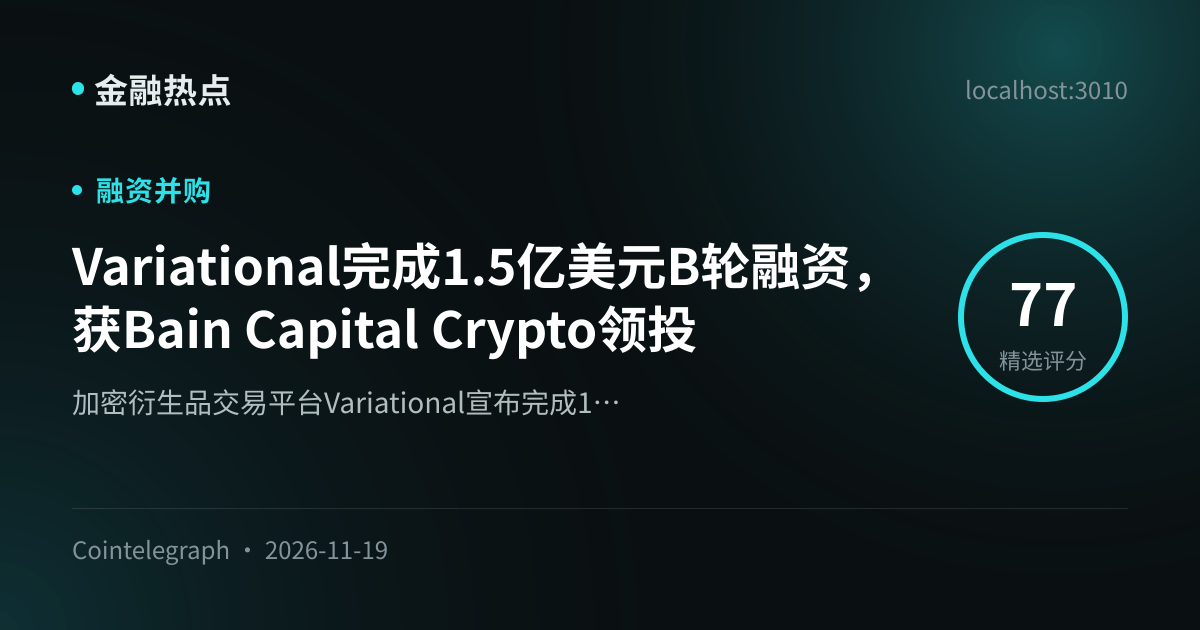 金融热点
localhost:3010
融资并购
Variational完成1.5亿美元B轮融资，
获Bain Capital Crypto领投
77
精选评分
加密衍生品交易平台Variational宣布完成1…
Cointelegraph · 2026-11-19